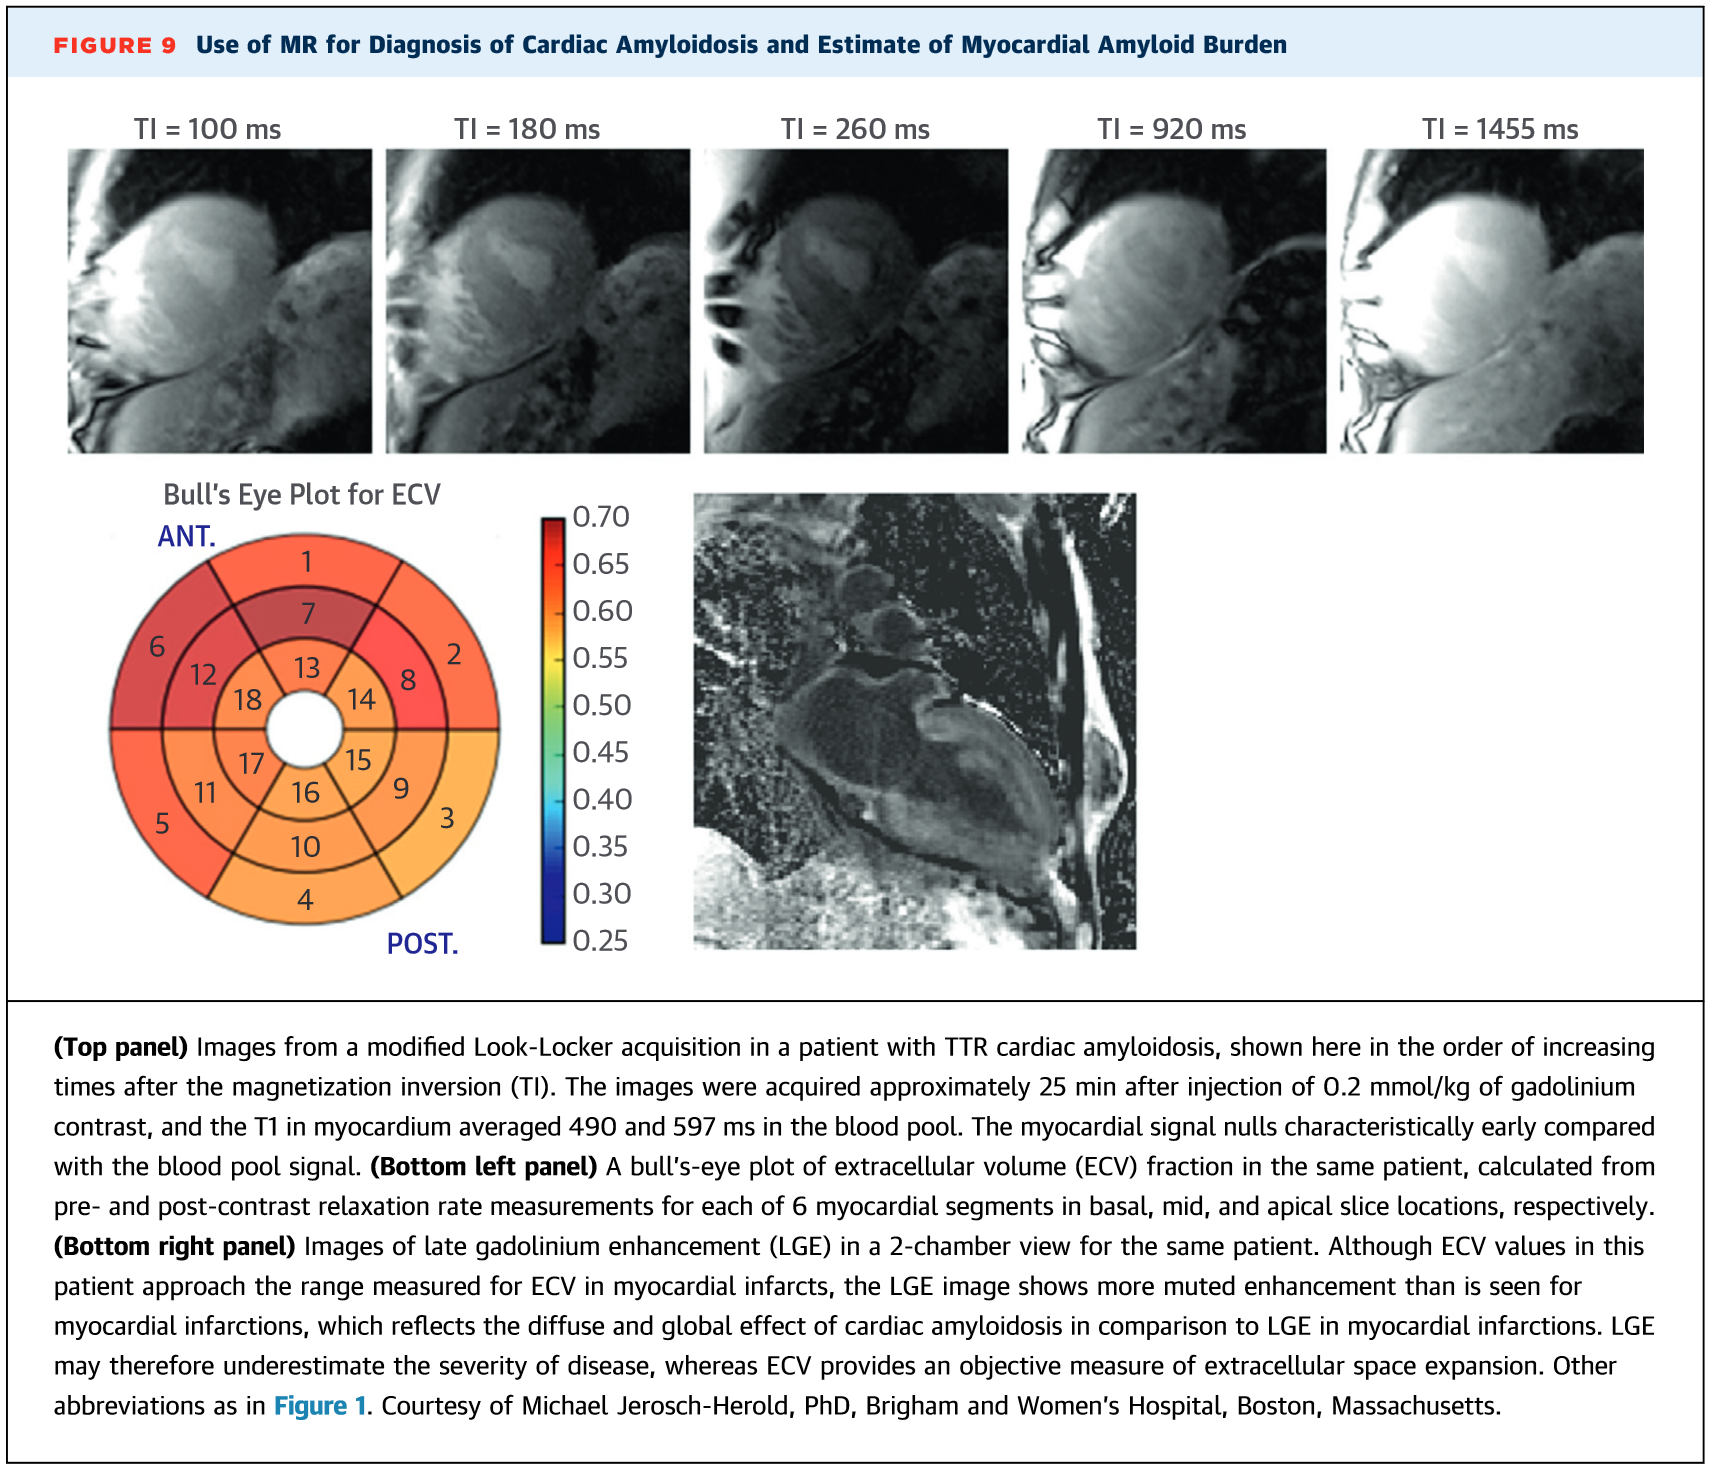 FIGURE 9 Use of MR for Diagnosis of Cardiac Amyloidosis and Estimate of Myocardial Amyloid Burden
TI = 100 ms TI = 180 ms TI = 260 ms TI = 920 ms TI = 1455 ms
Bull's Eye Plot for ECV
ANT.
1
2
3
4
5
6
7
8
9
10
11
12
13
14
15
16
17
18
POST.
0.70
0.65
0.60
0.55
0.50
0.45
0.40
0.35
0.30
0.25
(Top panel) Images from a modified Look-Locker acquisition in a patient with TTR cardiac amyloidosis, shown here in the order of increasing
times after the magnetization inversion (TI). The images were acquired approximately 25 min after injection of 0.2 mmol/kg of gadolinium
contrast, and the T1 in myocardium averaged 490 and 597 ms in the blood pool. The myocardial signal nulls characteristically early compared
with the blood pool signal. (Bottom left panel) A bull's-eye plot of extracellular volume (ECV) fraction in the same patient, calculated from
pre- and post-contrast relaxation rate measurements for each of 6 myocardial segments in basal, mid, and apical slice locations, respectively.
(Bottom right panel) Images of late gadolinium enhancement (LGE) in a 2-chamber view for the same patient. Although ECV values in this
patient approach the range measured for ECV in myocardial infarcts, the LGE image shows more muted enhancement than is seen for
myocardial infarctions, which reflects the diffuse and global effect of cardiac amyloidosis in comparison to LGE in myocardial infarctions. LGE
may therefore underestimate the severity of disease, whereas ECV provides an objective measure of extracellular space expansion. Other
abbreviations as in Figure 1. Courtesy of Michael Jerosch-Herold, PhD, Brigham and Women's Hospital, Boston, Massachusetts.